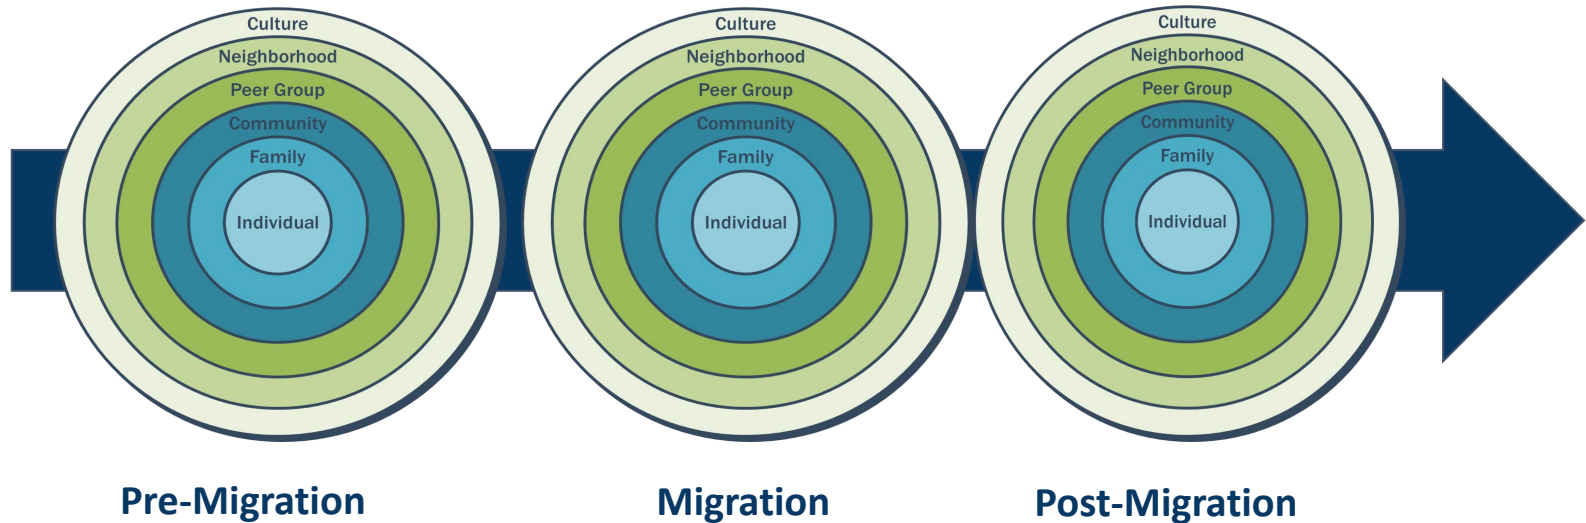 Culture
Neighborhood
Peer Group
Community
Family
Individual
Culture
Neighborhood
Peer Group
Community
Family
Individual
Culture
Neighborhood
Peer Group
Community
Family
Individual
Pre-Migration
Migration
Post-Migration